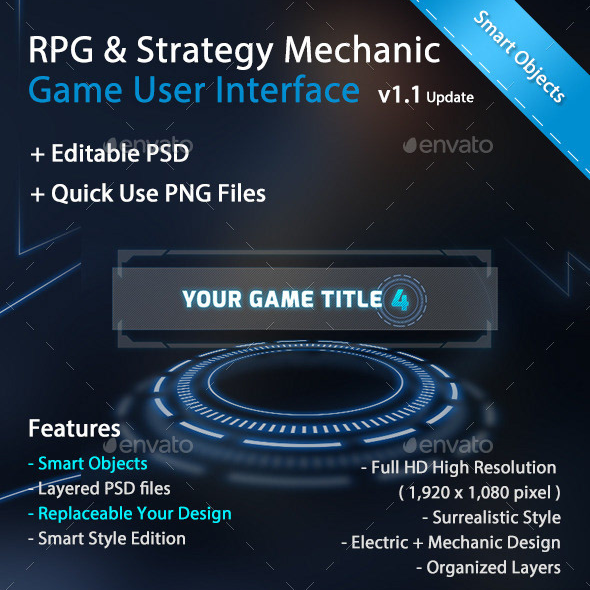 RPG & Strategy Mechanic
Game User Interface v1.1 Update
Smart Objects
+ Editable PSD
+ Quick Use PNG Files
envato
envato
YOUR GAME TITLE 4
Features
- Smart Objects
- Layered PSD files
- Replaceable Your Design
- Smart Style Edition
envato
envato
- Full HD High Resolution
( 1,920 x 1,080 pixel )
- Surrealistic Style
- Electric + Mechanic Design
- Organized Layers